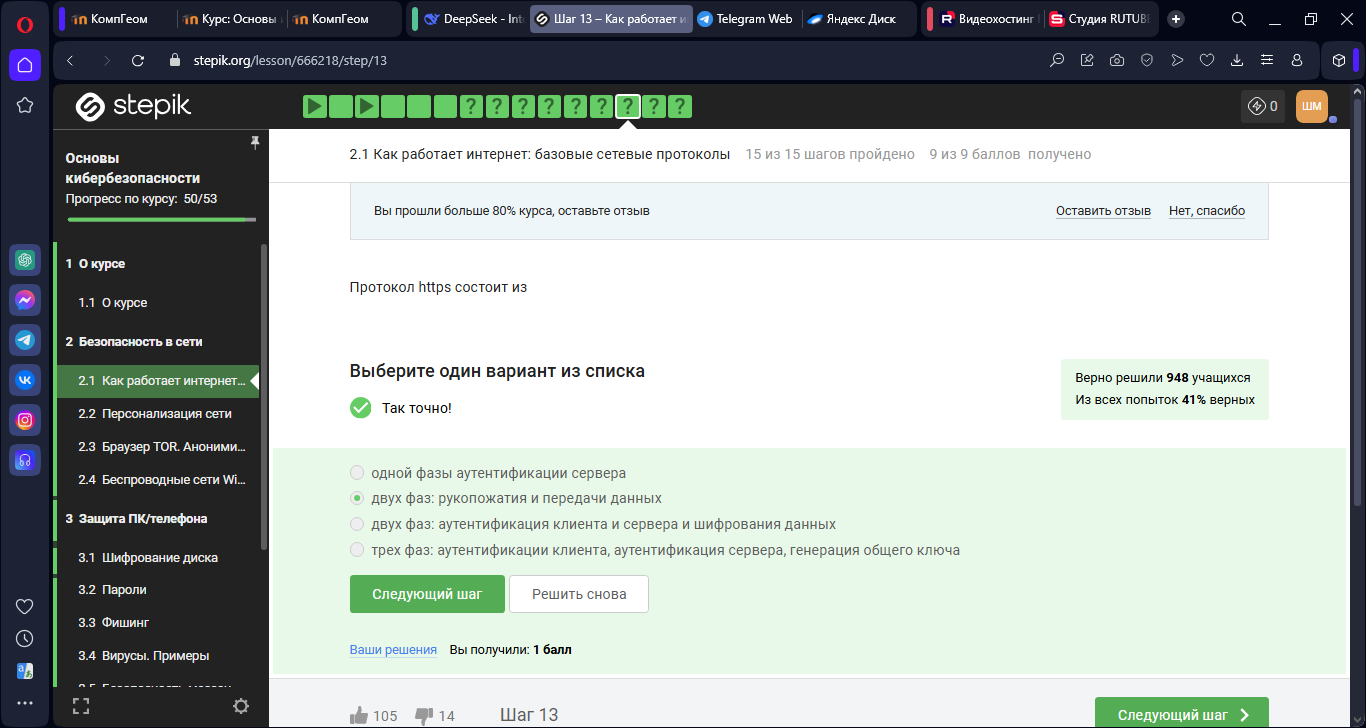 КомпГеом
Курс: Основы
КомпГеом
DeepSeek - Int
Шаг 13 – Как работает и
Telegram Web
Яндекс Диск
Видеохостинг
Студия RUTUBE
stepik.org/lesson/666218/step/13
stepik
0
ШМ
Основы
кибербезопасности
Прогресс по курсу: 50/53
1 О курсе
1.1 О курсе
2 Безопасность в сети
2.1 Как работает интернет...
2.2 Персонализация сети
2.3 Браузер TOR. Анонимн...
2.4 Беспроводные сети Wi...
3 Защита ПК/телефона
3.1 Шифрование диска
3.2 Пароли
3.3 Фишинг
3.4 Вирусы. Примеры
2.1 Как работает интернет: базовые сетевые протоколы 15 из 15 шагов пройдено 9 из 9 баллов получено
Вы прошли больше 80% курса, оставьте отзыв
Оставить отзыв Нет, спасибо
Протокол https состоит из
Выберите один вариант из списка
Так точно!
Верно решили 948 учащихся
Из всех попыток 41% верных
одной фазы аутентификации сервера
двух фаз: рукопожатия и передачи данных
двух фаз: аутентификация клиента и сервера и шифрования данных
трех фаз: аутентификации клиента, аутентификация сервера, генерация общего ключа
Следующий шаг
Решить снова
Ваши решения Вы получили: 1 балл
105 14 Шаг 13
Следующий шаг